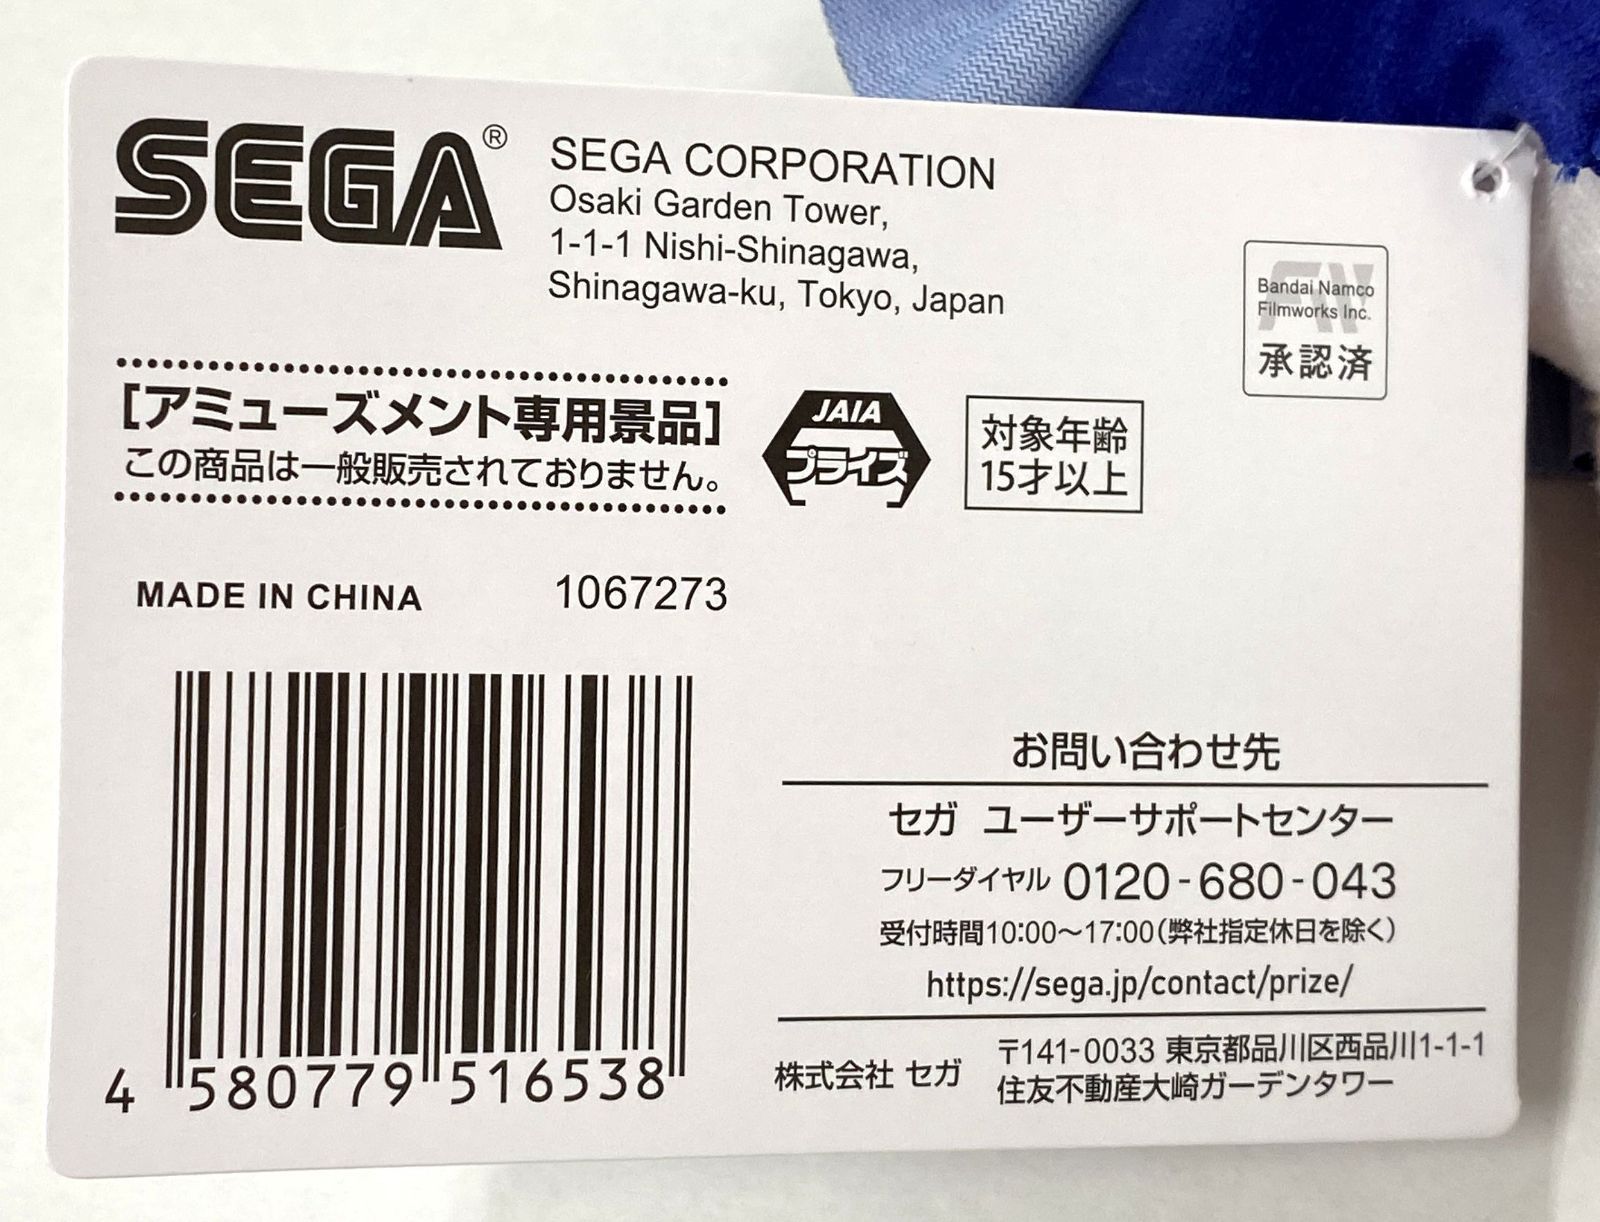 SEGA®
SEGA CORPORATION
Osaki Garden Tower,
1-1-1 Nishi-Shinagawa,
Shinagawa-ku, Tokyo, Japan
Bandai Namco
Filmworks Inc.
承認済
[アミューズメント専用景品]
この商品は一般販売されておりません。
JAIA
プライズ
対象年齢
15才以上
MADE IN CHINA 1067273
4 580779 516538
お問い合わせ先
セガ ユーザーサポートセンター
フリーダイヤル 0120-680-043
受付時間10:00～17:00(弊社指定休日を除く)
https://sega.jp/contact/prize/
株式会社 セガ
〒141-0033 東京都品川区西品川1-1-1
住友不動産大崎ガーデンタワー